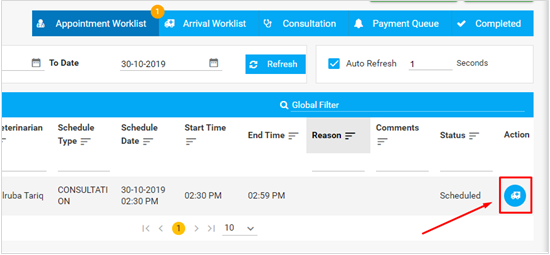 1
Appointment Worklist Arrival Worklist Consultation Payment Queue Completed
To Date 30-10-2019 Refresh Auto Refresh 1 Seconds
Global Filter
eterinarian Schedule Type Schedule Date Start Time End Time Reason Comments Status Action
lruba Tariq CONSULTATI ON 30-10-2019 02:30 PM 02:30 PM 02:59 PM Scheduled
1 10